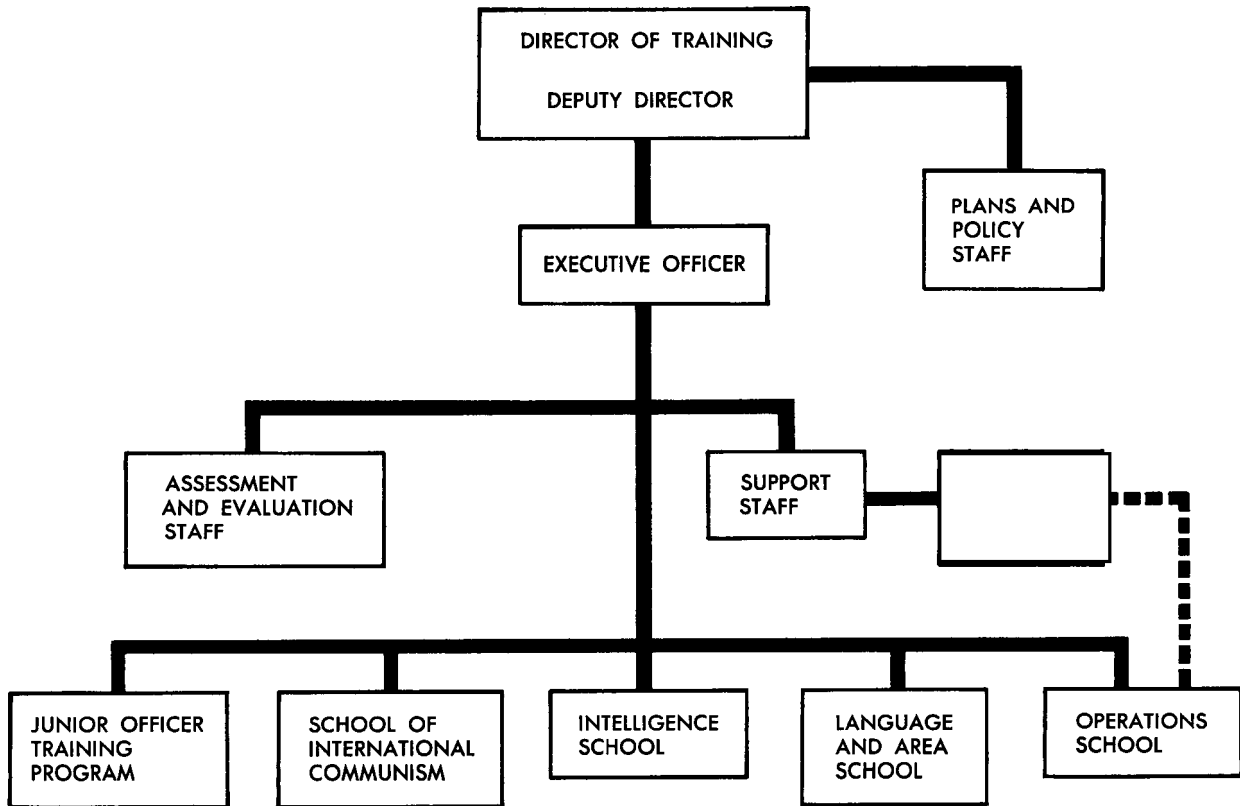 DIRECTOR OF TRAINING
DEPUTY DIRECTOR
PLANS AND
POLICY
STAFF
EXECUTIVE OFFICER
ASSESSMENT
AND EVALUATION
STAFF
SUPPORT
STAFF
JUNIOR OFFICER
TRAINING
PROGRAM
SCHOOL OF
INTERNATIONAL
COMMUNISM
INTELLIGENCE
SCHOOL
LANGUAGE
AND AREA
SCHOOL
OPERATIONS
SCHOOL